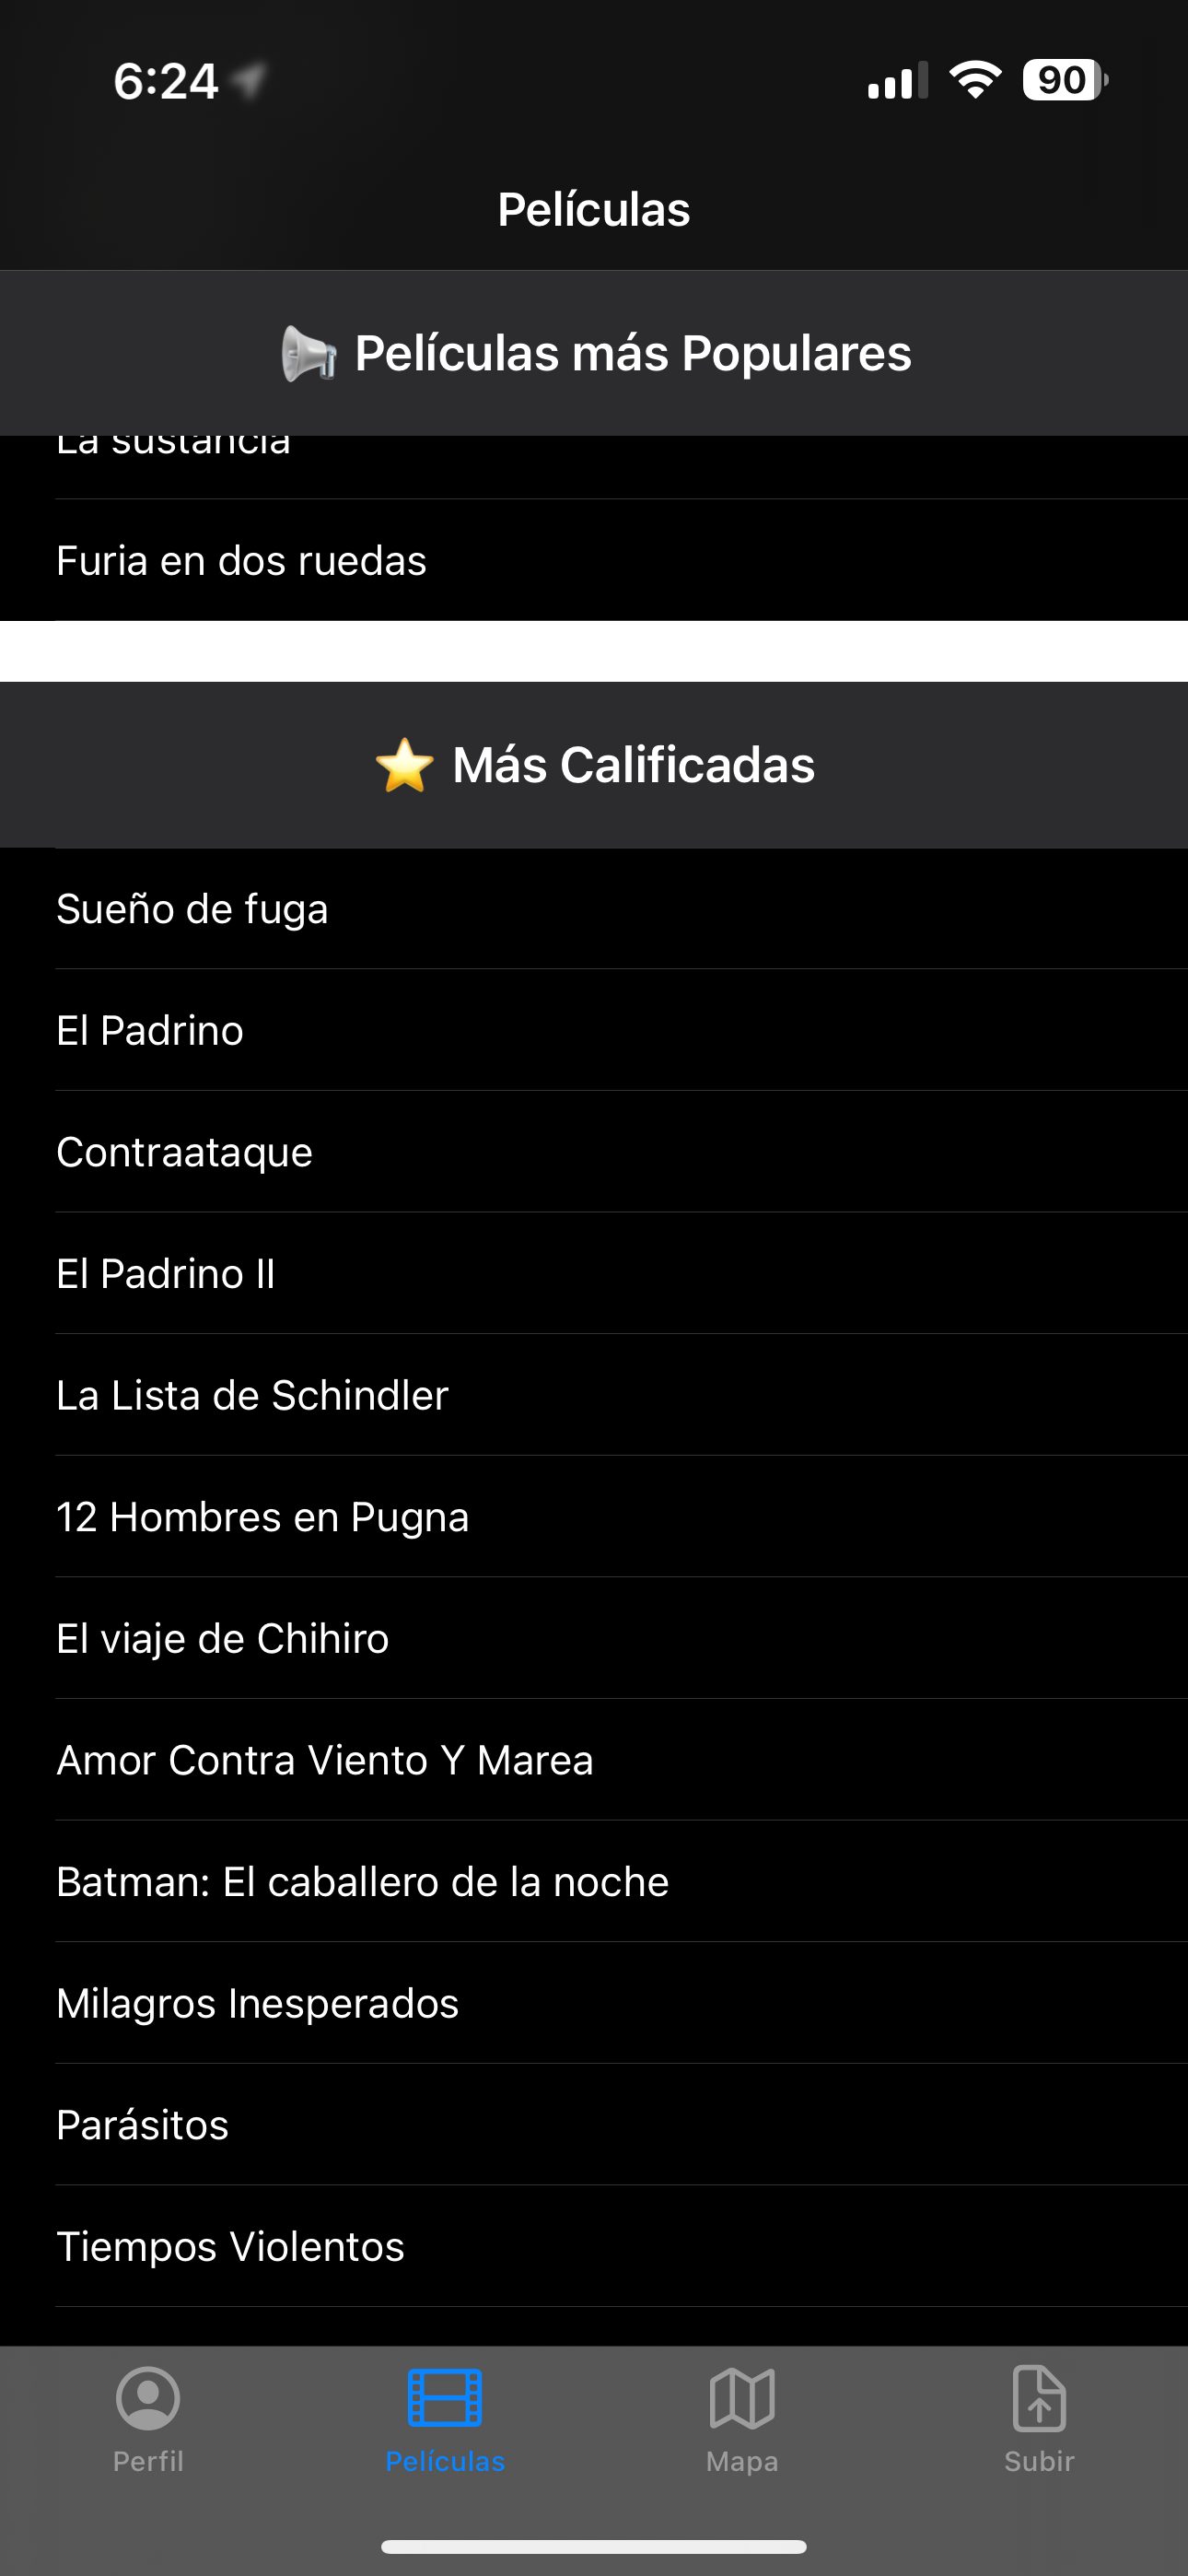 6:24
90
Películas
Películas más Populares
La sustancia
Furia en dos ruedas
Más Calificadas
Sueño de fuga
El Padrino
Contraataque
El Padrino II
La Lista de Schindler
12 Hombres en Pugna
El viaje de Chihiro
Amor Contra Viento Y Marea
Batman: El caballero de la noche
Milagros Inesperados
Parásitos
Tiempos Violentos
Perfil
Películas
Mapa
Subir